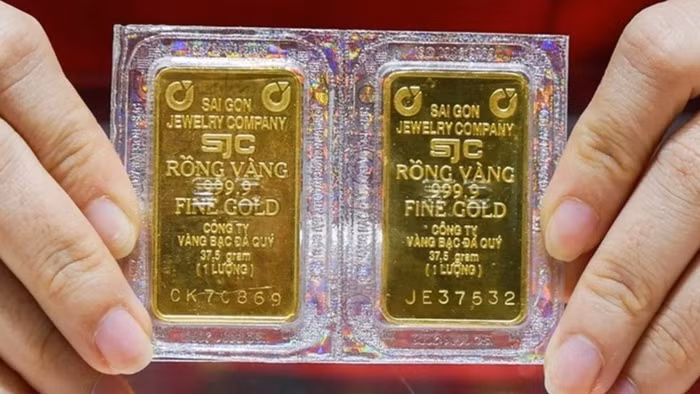 SAI GON
JEWELRY COMPANY
SJC
RỒNG VÀNG
999.9
FINE GOLD
CÔNG TY
VÀNG BẠC ĐÁ QUÝ
37,5 gram
( 1 LƯỢNG )
SAI GON
JEWELRY COMPANY
SJC
RỒNG VÀNG
999.9
FINE GOLD
CÔNG TY
VÀNG BẠC ĐÁ QUÝ
37,5 gram
( 1 LƯỢNG )
JE37532